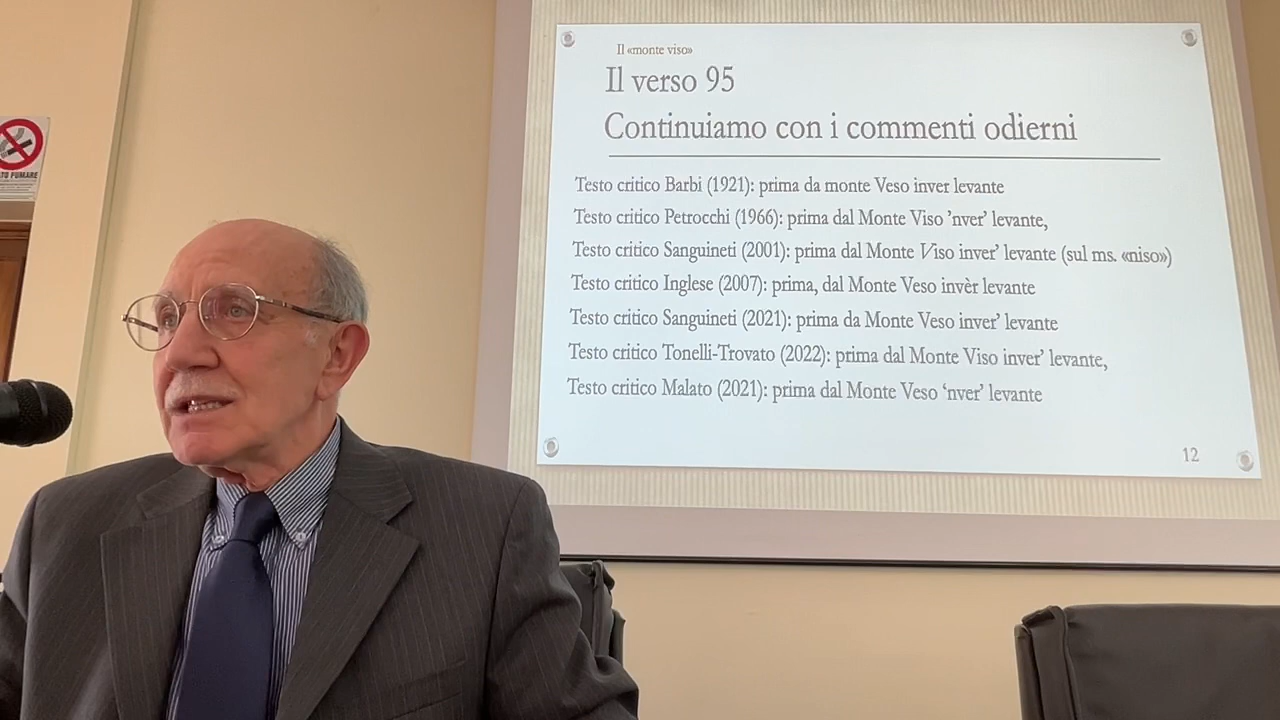 TO FUMARE
Il «monte viso»
Il verso 95
Continuiamo con i commenti odierni
Testo critico Barbi (1921): prima da monte Veso inver levante
Testo critico Petrocchi (1966): prima dal Monte Viso ’nver’ levante,
Testo critico Sanguineti (2001): prima dal Monte Viso inver’ levante (sul ms. «niso»)
Testo critico Inglese (2007): prima, dal Monte Veso invèr levante
Testo critico Sanguineti (2021): prima da Monte Veso inver’ levante
Testo critico Tonelli-Trovato (2022): prima dal Monte Viso inver’ levante,
Testo critico Malato (2021): prima dal Monte Veso ‘nver’ levante
12